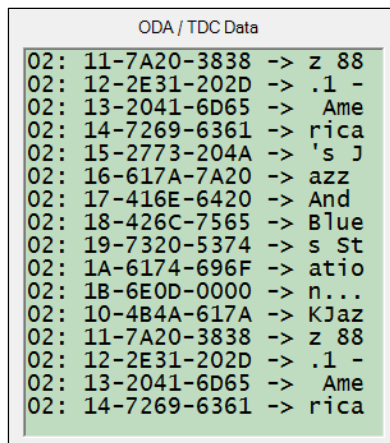 ODA / TDC Data
02: 11-7A20-3838 -> z 88
02: 12-2E31-202D -> .1 -
02: 13-2041-6D65 ->  Ame
02: 14-7269-6361 -> rica
02: 15-2773-204A -> 's J
02: 16-617A-7A20 -> azz
02: 17-416E-6420 -> And
02: 18-426C-7565 -> Blue
02: 19-7320-5374 -> s St
02: 1A-6174-696F -> atio
02: 1B-6E0D-0000 -> n...
02: 10-4B4A-617A -> KJaz
02: 11-7A20-3838 -> z 88
02: 12-2E31-202D -> .1 -
02: 13-2041-6D65 ->  Ame
02: 14-7269-6361 -> rica